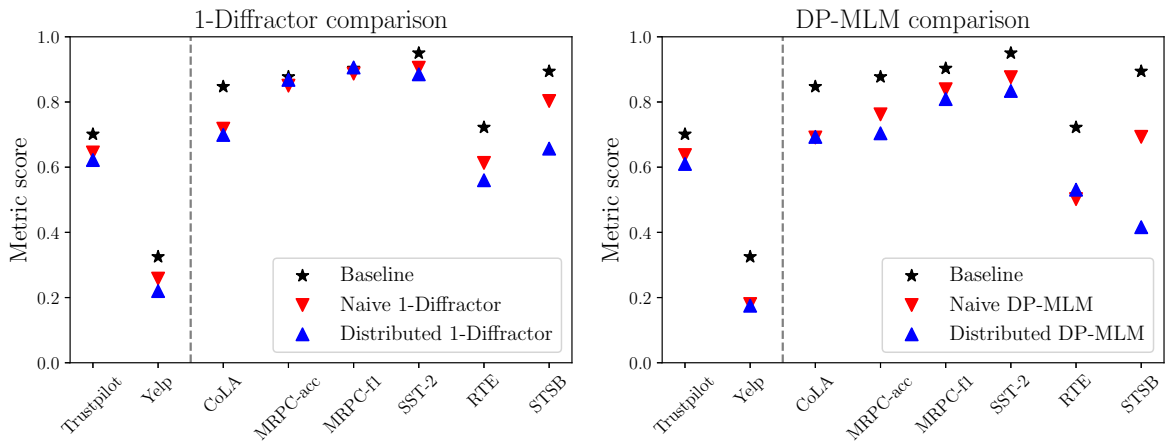 1-Diffractor comparison
Metric score
1.0
0.8
0.6
0.4
0.2
0.0
Baseline
Naive 1-Diffractor
Distributed 1-Diffractor
Trustpilot
Yelp
CoLA
MRPC-acc
MRPC-f1
SST-2
RTE
STSB
DP-MLM comparison
Metric score
1.0
0.8
0.6
0.4
0.2
0.0
Baseline
Naive DP-MLM
Distributed DP-MLM
Trustpilot
Yelp
CoLA
MRPC-acc
MRPC-f1
SST-2
RTE
STSB